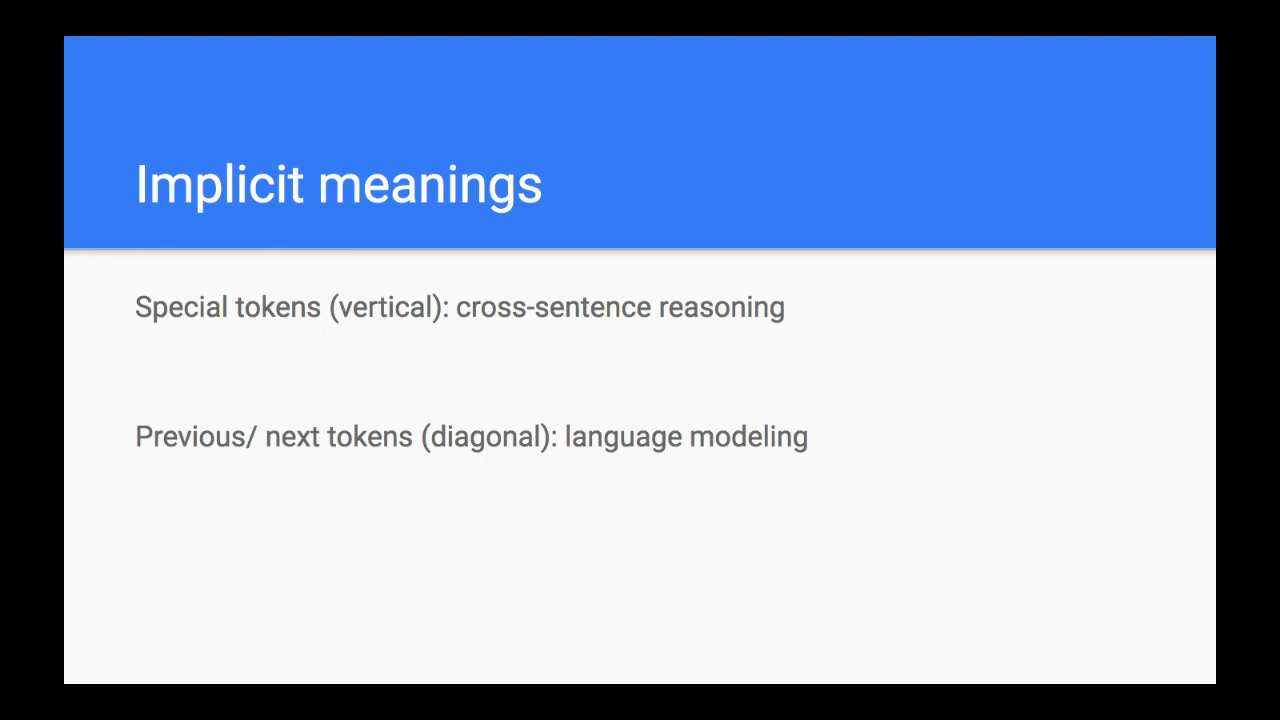 Implicit meanings
Special tokens (vertical): cross-sentence reasoning
Previous/ next tokens (diagonal): language modeling